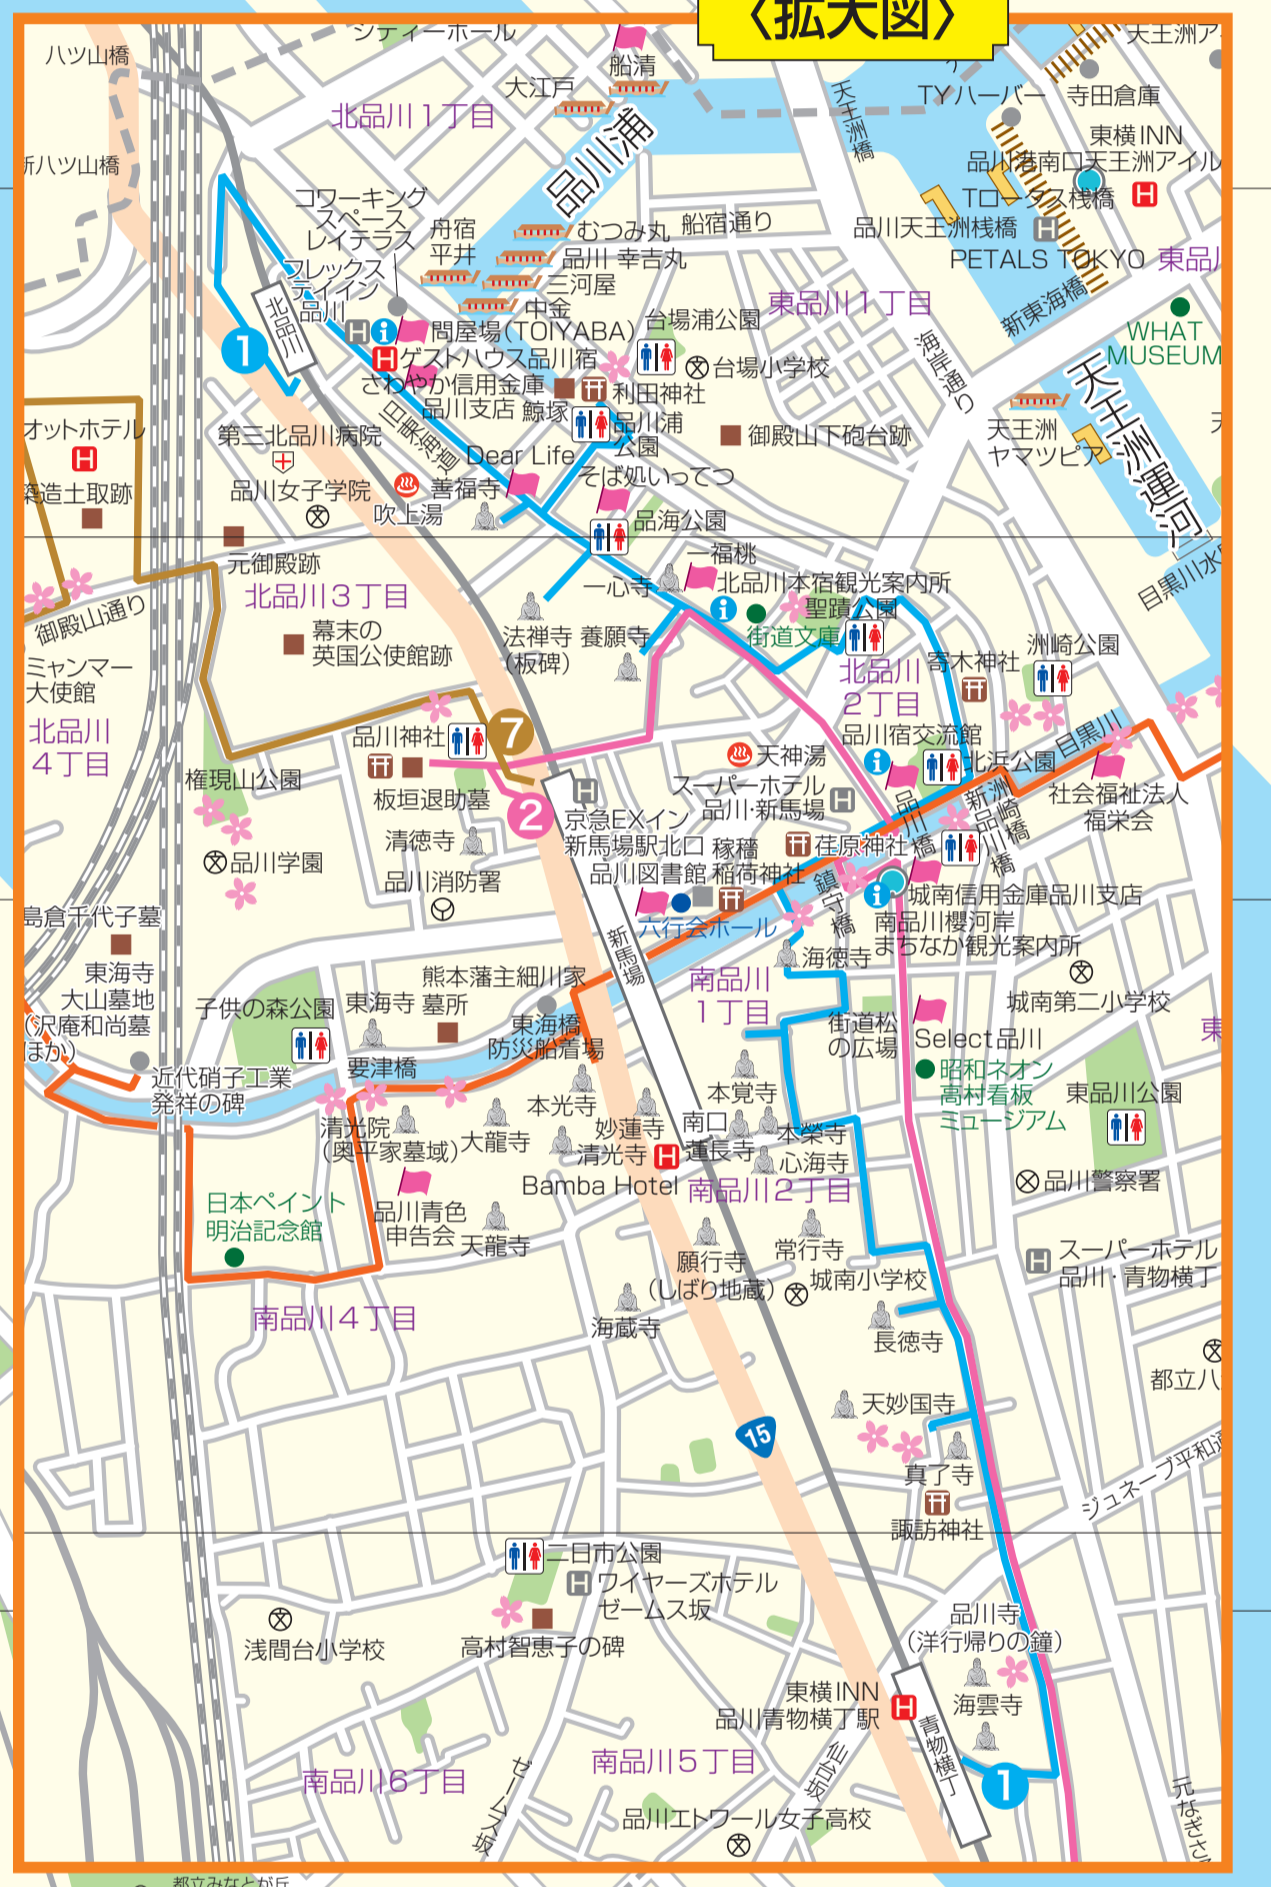 〈拡大図〉
シティーホール
八ツ山橋
新八ツ山橋
船清
大江戸
北品川１丁目
品川浦
天王洲橋
TYハーバー
寺田倉庫
東横INN
品川港南口天王洲アイル
Tロータス桟橋
品川天王洲桟橋
PETALS TOKYO
東品川
新東海橋
WHAT
MUSEUM
コワーキング
スペース
レイテラス
フレックス
テイイン
品川
舟宿
平井
むつみ丸
船宿通り
品川 幸吉丸
三河屋
中金
東品川１丁目
海岸通り
北品川
1
問屋場(TOIYABA)
台場浦公園
ゲストハウス品川宿
台場小学校
さわやか信用金庫
品川支店
鯨塚
利田神社
品川浦
公園
御殿山下砲台跡
天王洲
ヤマツピア
天王洲運河
旧東海道
オットホテル
築造土取跡
第三北品川病院
品川女子学院
Dear Life
善福寺
吹上湯
そば処いってつ
品海公園
元御殿跡
御殿山通り
北品川３丁目
一福桃
一心寺
北品川本宿観光案内所
聖蹟公園
街道文庫
目黒川水
幕末の
英国公使館跡
法禅寺
(板碑)
養願寺
北品川
２丁目
寄木神社
洲崎公園
ミャンマー
大使館
北品川
４丁目
品川神社
7
板垣退助墓
2
権現山公園
天神湯
スーパーホテル
品川・新馬場
品川宿交流館
北浜公園
目黒川
社会福祉法人
福栄会
洲崎橋
新品川橋
品川橋
清徳寺
京急EXイン
新馬場駅北口
品川学園
品川消防署
品川図書館
稼穡
稲荷神社
荏原神社
鎮守橋
城南信用金庫品川支店
南品川櫻河岸
まちなか観光案内所
六行会ホール
新馬場
島倉千代子墓
東海寺
大山墓地
(沢庵和尚墓
ほか)
海徳寺
南品川
１丁目
城南第二小学校
子供の森公園
東海寺
熊本藩主細川家
墓所
東海橋
防災船着場
街道松
の広場
Select品川
昭和ネオン
高村看板
ミュージアム
東品川公園
近代硝子工業
発祥の碑
要津橋
清光院
(奥平家墓域)
大龍寺
本光寺
妙蓮寺
清光寺
南口
蓮長寺
本覚寺
本榮寺
心海寺
Bamba Hotel
南品川２丁目
品川警察署
日本ペイント
明治記念館
品川青色
申告会
天龍寺
願行寺
(しばり地蔵)
常行寺
城南小学校
スーパーホテル
品川・青物横丁
南品川４丁目
海蔵寺
長徳寺
都立八
15
天妙国寺
真了寺
諏訪神社
ジュネーブ平和通
二日市公園
ワイヤーズホテル
ゼームス坂
高村智恵子の碑
浅間台小学校
品川寺
(洋行帰りの鐘)
海雲寺
東横INN
品川青物横丁駅
青物横丁
1
仙台坂
南品川５丁目
南品川６丁目
ゼームス坂
品川エトワール女子高校
元なぎさ
都立みなとが丘